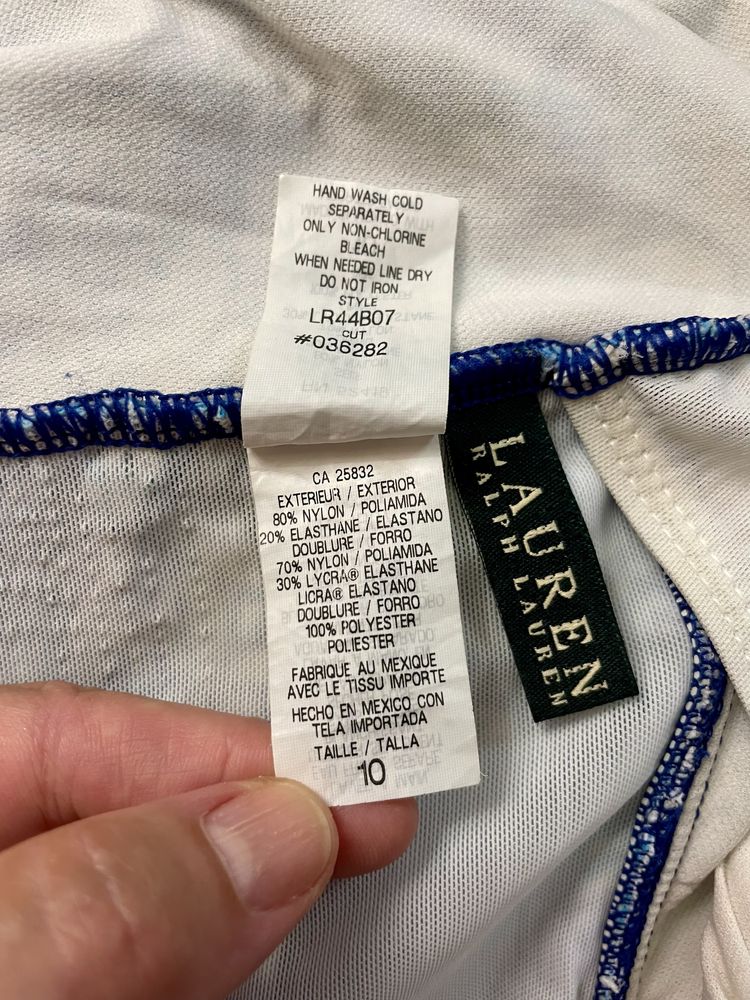 HAND WASH COLD
SEPARATELY
ONLY NON-CHLORINE
BLEACH
WHEN NEEDED LINE DRY
DO NOT IRON
STYLE
LR44B07
CUT
#036282
CA 25832
EXTERIEUR / EXTERIOR
80% NYLON / POLIAMIDA
20% ELASTHANE / ELASTANO
DOUBLURE / FORRO
70% NYLON / POLIAMIDA
30% LYCRA® ELASTHANE
LICRA® ELASTANO
DOUBLURE / FORRO
100% POLYESTER
POLIESTER
FABRIQUE AU MEXIQUE
AVEC LE TISSU IMPORTE
HECHO EN MEXICO CON
TELA IMPORTADA
TAILLE / TALLA
10
LAUREN
RALPH LAUREN